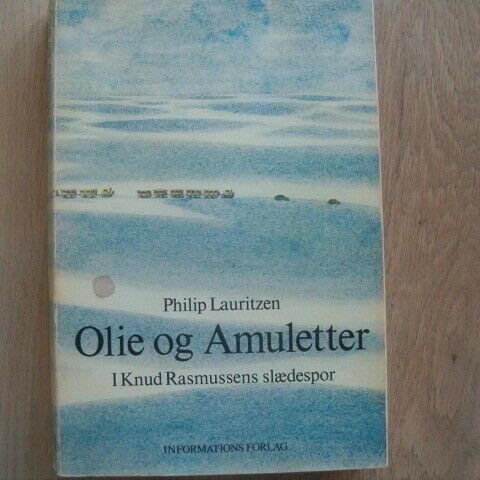 Philip Lauritzen
Olie og Amuletter
I Knud Rasmussens slædespor
INFORMATIONS FORLAG